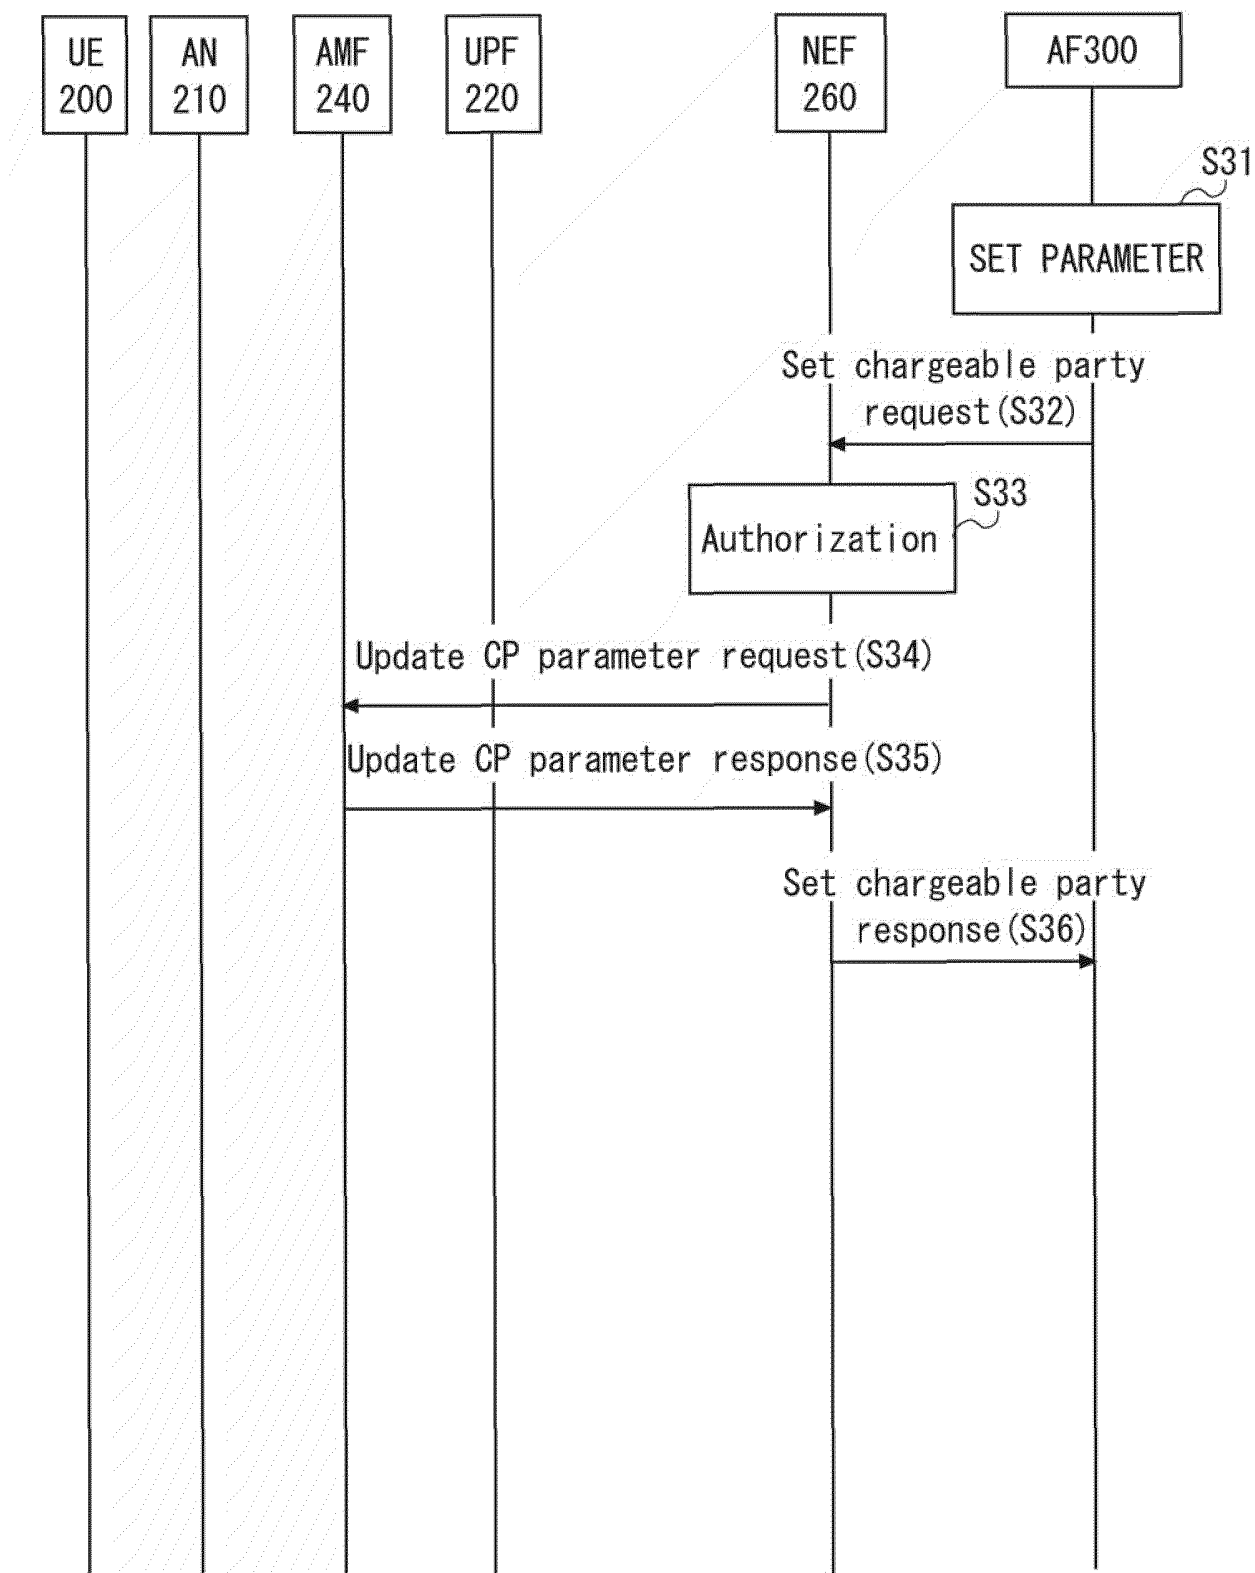 UE
200
AN
210
AMF
240
UPF
220
NEF
260
AF300
S31
SET PARAMETER
Set chargeable party
request(S32)
S33
Authorization
Update CP parameter request(S34)
Update CP parameter response(S35)
Set chargeable party
response(S36)